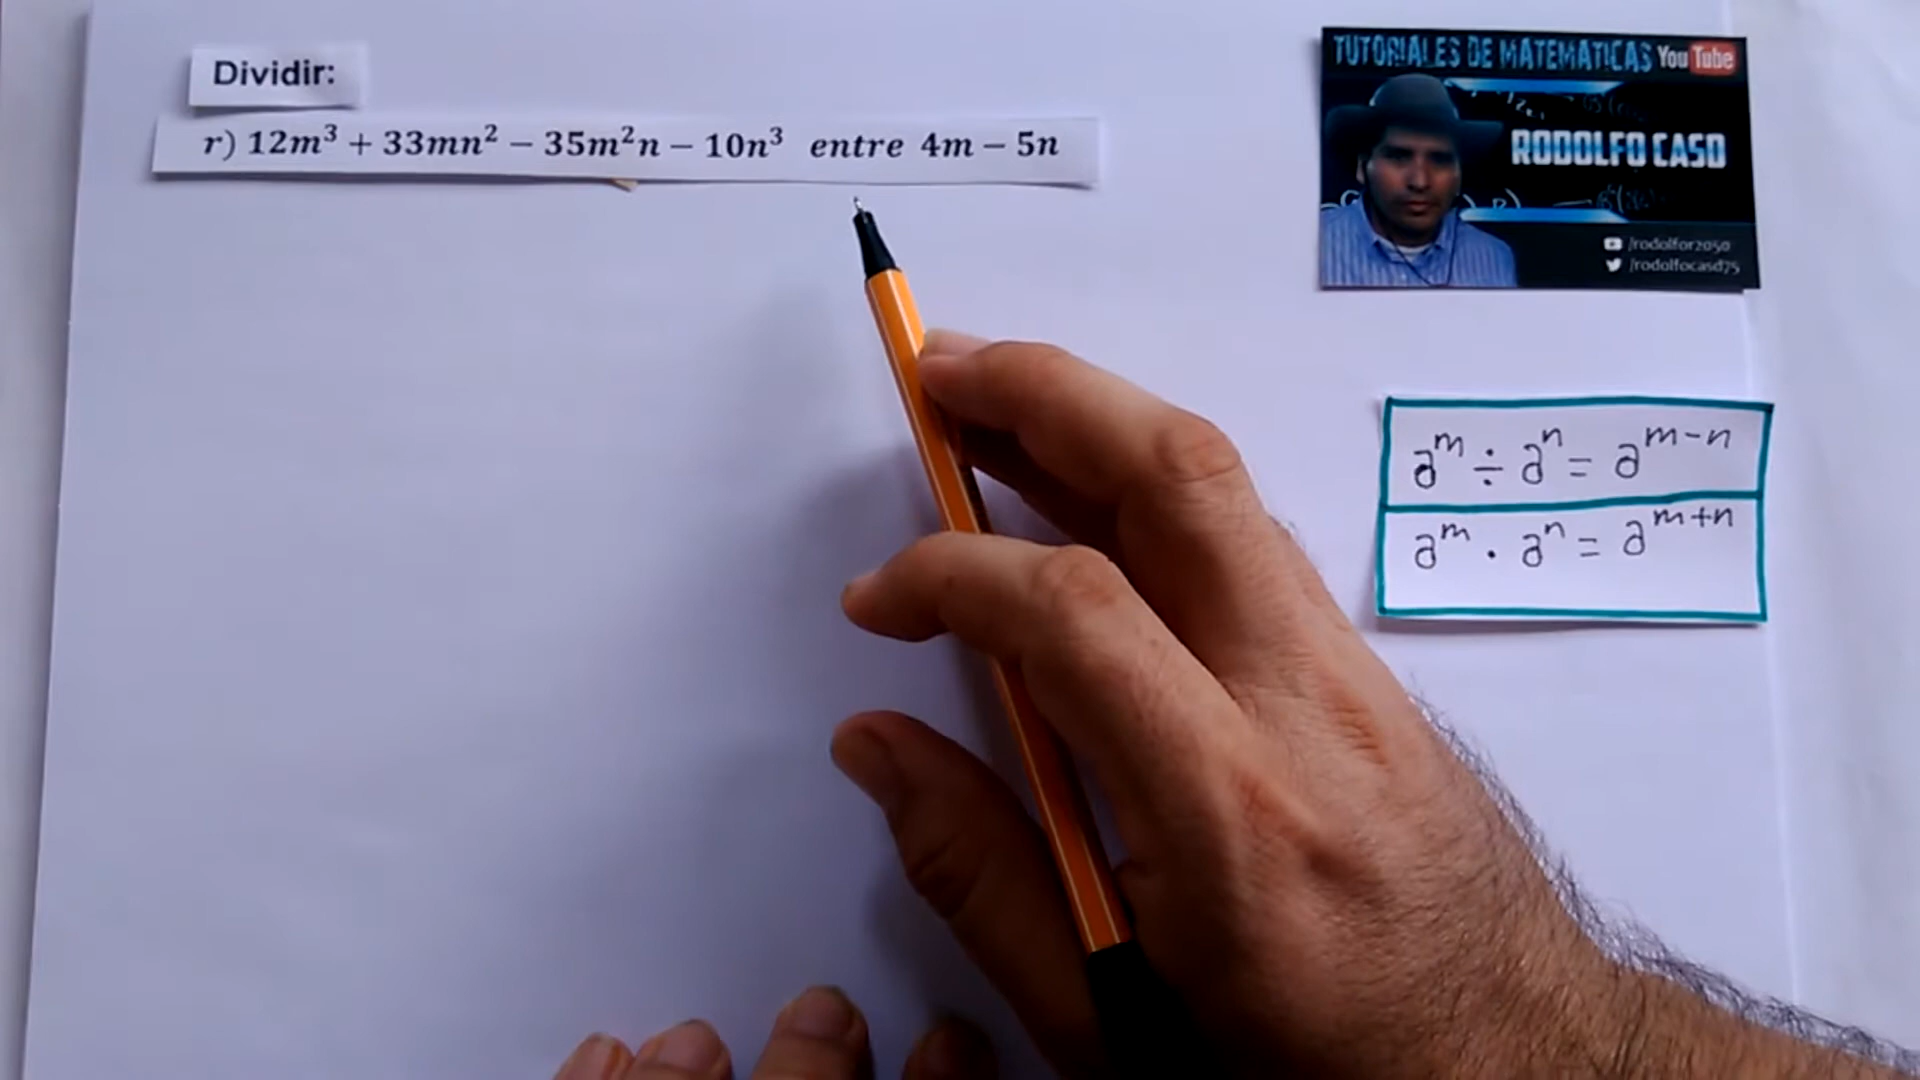 Dividir:
r) 12m³ + 33mn² − 35m²n − 10n³ entre 4m − 5n
TUTORIALES DE MATEMATICAS YouTube
RODOLFO CASO
/rodolfor2050
/rodolfocasd75
aᵐ ÷ aⁿ = aᵐ⁻ⁿ
aᵐ · aⁿ = aᵐ⁺ⁿ